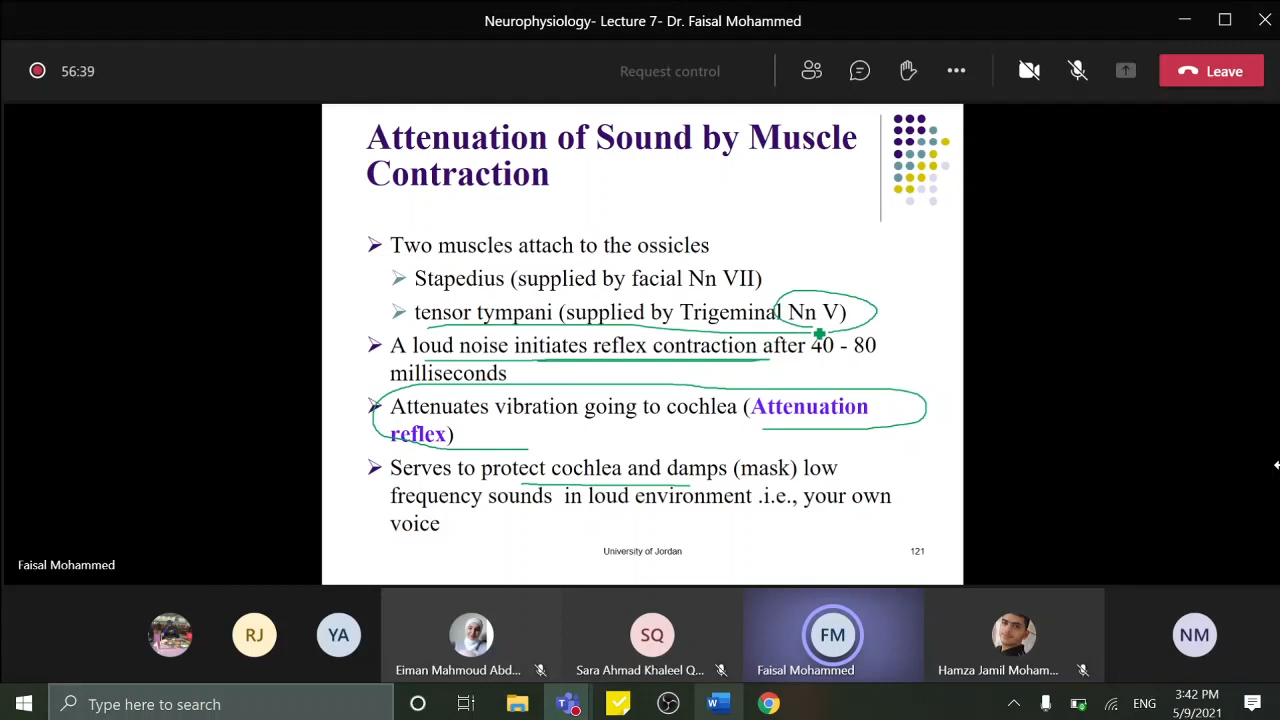 Neurophysiology- Lecture 7- Dr. Faisal Mohammed
56:39
Request control
Leave
Attenuation of Sound by Muscle
Contraction
Two muscles attach to the ossicles
Stapedius (supplied by facial Nn VII)
tensor tympani (supplied by Trigeminal Nn V)
A loud noise initiates reflex contraction after 40 - 80
milliseconds
Attenuates vibration going to cochlea (Attenuation
reflex)
Serves to protect cochlea and damps (mask) low
frequency sounds in loud environment .i.e., your own
voice
University of Jordan
121
Faisal Mohammed
RJ
YA
SQ
FM
NM
Eiman Mahmoud Abd...
Sara Ahmad Khaleel Q...
Faisal Mohammed
Hamza Jamil Moham...
Type here to search
ENG
3:42 PM
5/9/2021